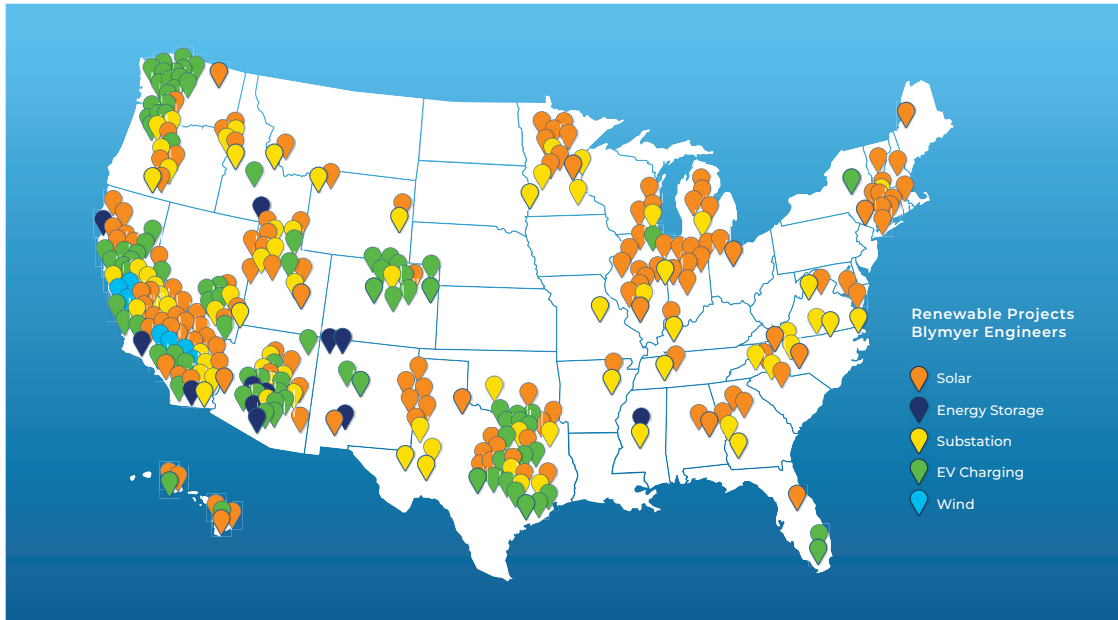 Renewable Projects
Blymyer Engineers
Solar
Energy Storage
Substation
EV Charging
Wind